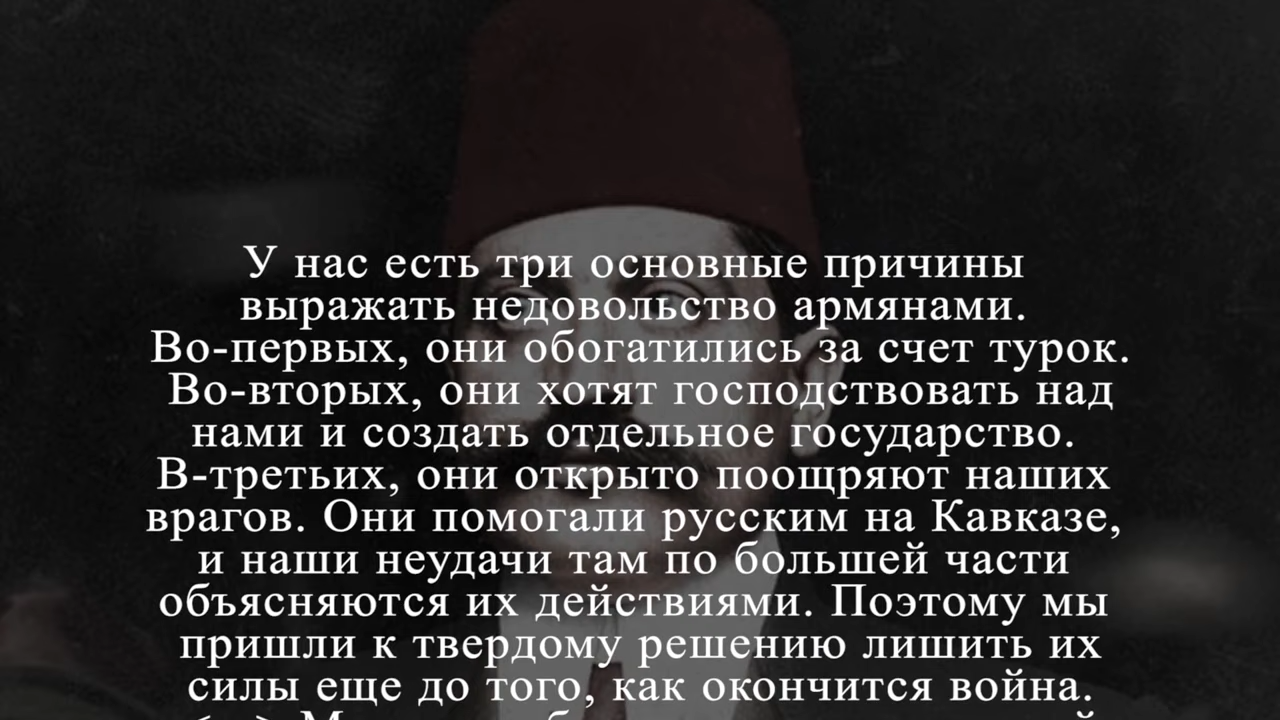 У нас есть три основные причины
выражать недовольство армянами.
Во-первых, они обогатились за счет турок.
Во-вторых, они хотят господствовать над
нами и создать отдельное государство.
В-третьих, они открыто поощряют наших
врагов. Они помогали русским на Кавказе,
и наши неудачи там по большей части
объясняются их действиями. Поэтому мы
пришли к твердому решению лишить их
силы еще до того, как окончится война.